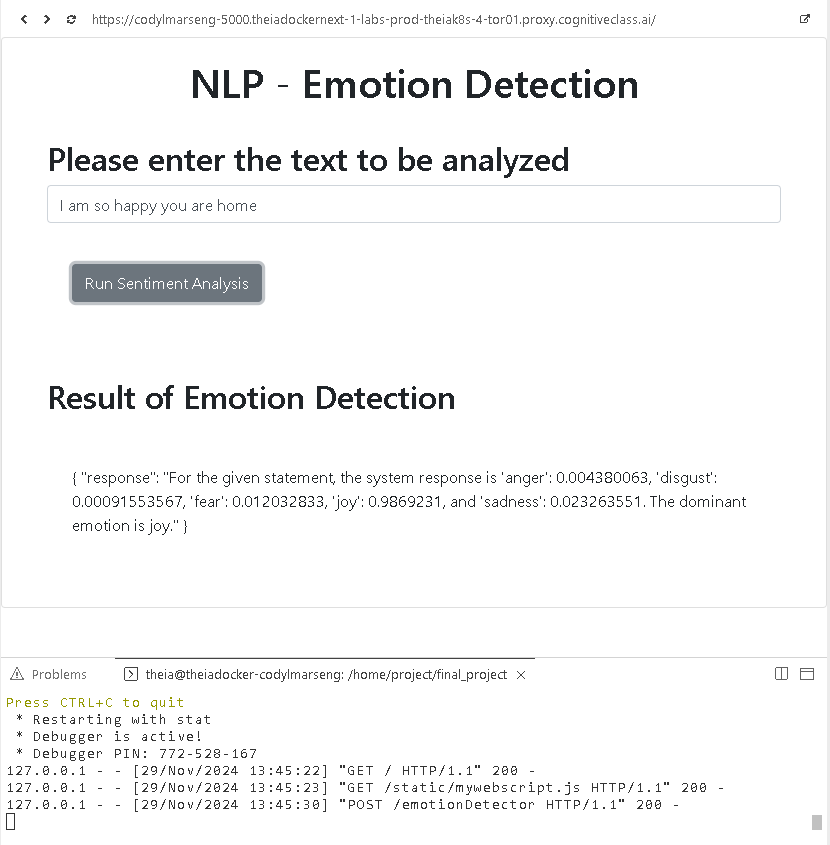 https://codylmarseng-5000.theiadockernext-1-labs-prod-theiak8s-4-tor01.proxy.cognitiveclass.ai/
NLP - Emotion Detection
Please enter the text to be analyzed
I am so happy you are home
Run Sentiment Analysis
Result of Emotion Detection
{ "response": "For the given statement, the system response is 'anger': 0.004380063, 'disgust':
0.00091553567, 'fear': 0.012032833, 'joy': 0.9869231, and 'sadness': 0.023263551. The dominant
emotion is joy." }
Problems
theia@theiadocker-codylmarseng: /home/project/final_project
Press CTRL+C to quit
* Restarting with stat
* Debugger is active!
* Debugger PIN: 772-528-167
127.0.0.1 - - [29/Nov/2024 13:45:22] "GET / HTTP/1.1" 200 -
127.0.0.1 - - [29/Nov/2024 13:45:23] "GET /static/mywebscript.js HTTP/1.1" 200 -
127.0.0.1 - - [29/Nov/2024 13:45:30] "POST /emotionDetector HTTP/1.1" 200 -